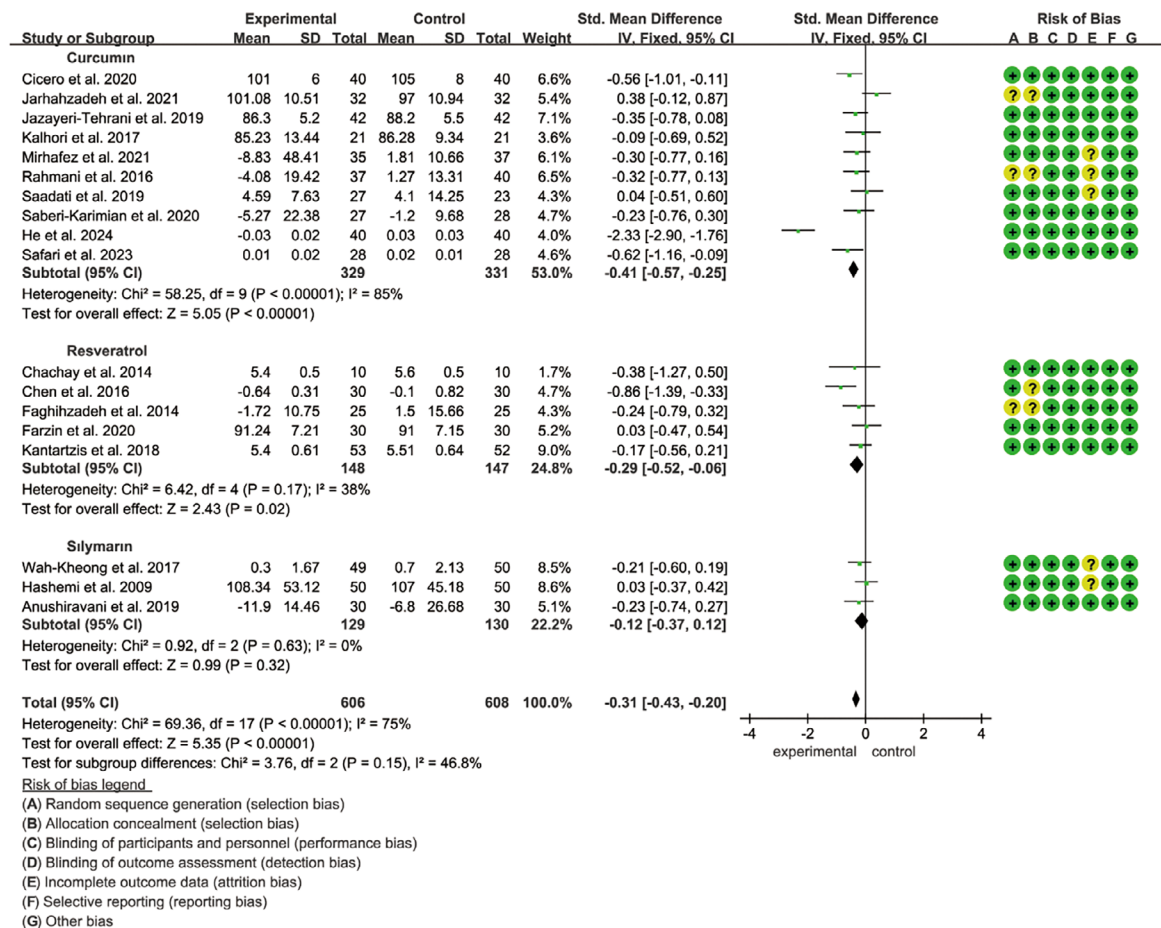 Experimental Control Std. Mean Difference Std. Mean Difference Risk of Bias
Study or Subgroup Mean SD Total Mean SD Total Weight IV, Fixed, 95% CI IV, Fixed, 95% CI A B C D E F G
Curcumin
Cicero et al. 2020 101 6 40 105 8 40 6.6% -0.56 [-1.01, -0.11] + + + + + + +
Jarhahzadeh et al. 2021 101.08 10.51 32 97 10.94 32 5.4% 0.38 [-0.12, 0.87] ? ? + + + + +
Jazayeri-Tehrani et al. 2019 86.3 5.2 42 88.2 5.5 42 7.1% -0.35 [-0.78, 0.08] + + + + + + +
Kalhori et al. 2017 85.23 13.44 21 86.28 9.34 21 3.6% -0.09 [-0.69, 0.52] + + + + + + +
Mirhafez et al. 2021 -8.83 48.41 35 1.81 10.66 37 6.1% -0.30 [-0.77, 0.16] + + + + ? + +
Rahmani et al. 2016 -4.08 19.42 37 1.27 13.31 40 6.5% -0.32 [-0.77, 0.13] ? ? + + ? + +
Saadati et al. 2019 4.59 7.63 27 4.1 14.25 23 4.2% 0.04 [-0.51, 0.60] + + + + ? + +
Saberi-Karimian et al. 2020 -5.27 22.38 27 -1.2 9.68 28 4.7% -0.23 [-0.76, 0.30] + + + + + + +
He et al. 2024 -0.03 0.02 40 0.03 0.03 40 4.0% -2.33 [-2.90, -1.76] + + + + + + +
Safari et al. 2023 0.01 0.02 28 0.02 0.01 28 4.6% -0.62 [-1.16, -0.09] + + + + + + +
Subtotal (95% CI) 329 331 53.0% -0.41 [-0.57, -0.25]
Heterogeneity: Chi² = 58.25, df = 9 (P < 0.00001); I² = 85%
Test for overall effect: Z = 5.05 (P < 0.00001)
Resveratrol
Chachay et al. 2014 5.4 0.5 10 5.6 0.5 10 1.7% -0.38 [-1.27, 0.50] + + + + + + +
Chen et al. 2016 -0.64 0.31 30 -0.1 0.82 30 4.7% -0.86 [-1.39, -0.33] + ? + + + + +
Faghihzadeh et al. 2014 -1.72 10.75 25 1.5 15.66 25 4.3% -0.24 [-0.79, 0.32] ? ? + + + + +
Farzin et al. 2020 91.24 7.21 30 91 7.15 30 5.2% 0.03 [-0.47, 0.54] + + + + + + +
Kantartzis et al. 2018 5.4 0.61 53 5.51 0.64 52 9.0% -0.17 [-0.56, 0.21] + + + + + + +
Subtotal (95% CI) 148 147 24.8% -0.29 [-0.52, -0.06]
Heterogeneity: Chi² = 6.42, df = 4 (P = 0.17); I² = 38%
Test for overall effect: Z = 2.43 (P = 0.02)
Silymarin
Wah-Kheong et al. 2017 0.3 1.67 49 0.7 2.13 50 8.5% -0.21 [-0.60, 0.19] + + + + ? + +
Hashemi et al. 2009 108.34 53.12 50 107 45.18 50 8.6% 0.03 [-0.37, 0.42] + + + + ? + +
Anushiravani et al. 2019 -11.9 14.46 30 -6.8 26.68 30 5.1% -0.23 [-0.74, 0.27] + + + + + + +
Subtotal (95% CI) 129 130 22.2% -0.12 [-0.37, 0.12]
Heterogeneity: Chi² = 0.92, df = 2 (P = 0.63); I² = 0%
Test for overall effect: Z = 0.99 (P = 0.32)
Total (95% CI) 606 608 100.0% -0.31 [-0.43, -0.20]
Heterogeneity: Chi² = 69.36, df = 17 (P < 0.00001); I² = 75%
Test for overall effect: Z = 5.35 (P < 0.00001)
Test for subgroup differences: Chi² = 3.76, df = 2 (P = 0.15), I² = 46.8%
-4 -2 0 2 4
experimental control
Risk of bias legend
(A) Random sequence generation (selection bias)
(B) Allocation concealment (selection bias)
(C) Blinding of participants and personnel (performance bias)
(D) Blinding of outcome assessment (detection bias)
(E) Incomplete outcome data (attrition bias)
(F) Selective reporting (reporting bias)
(G) Other bias